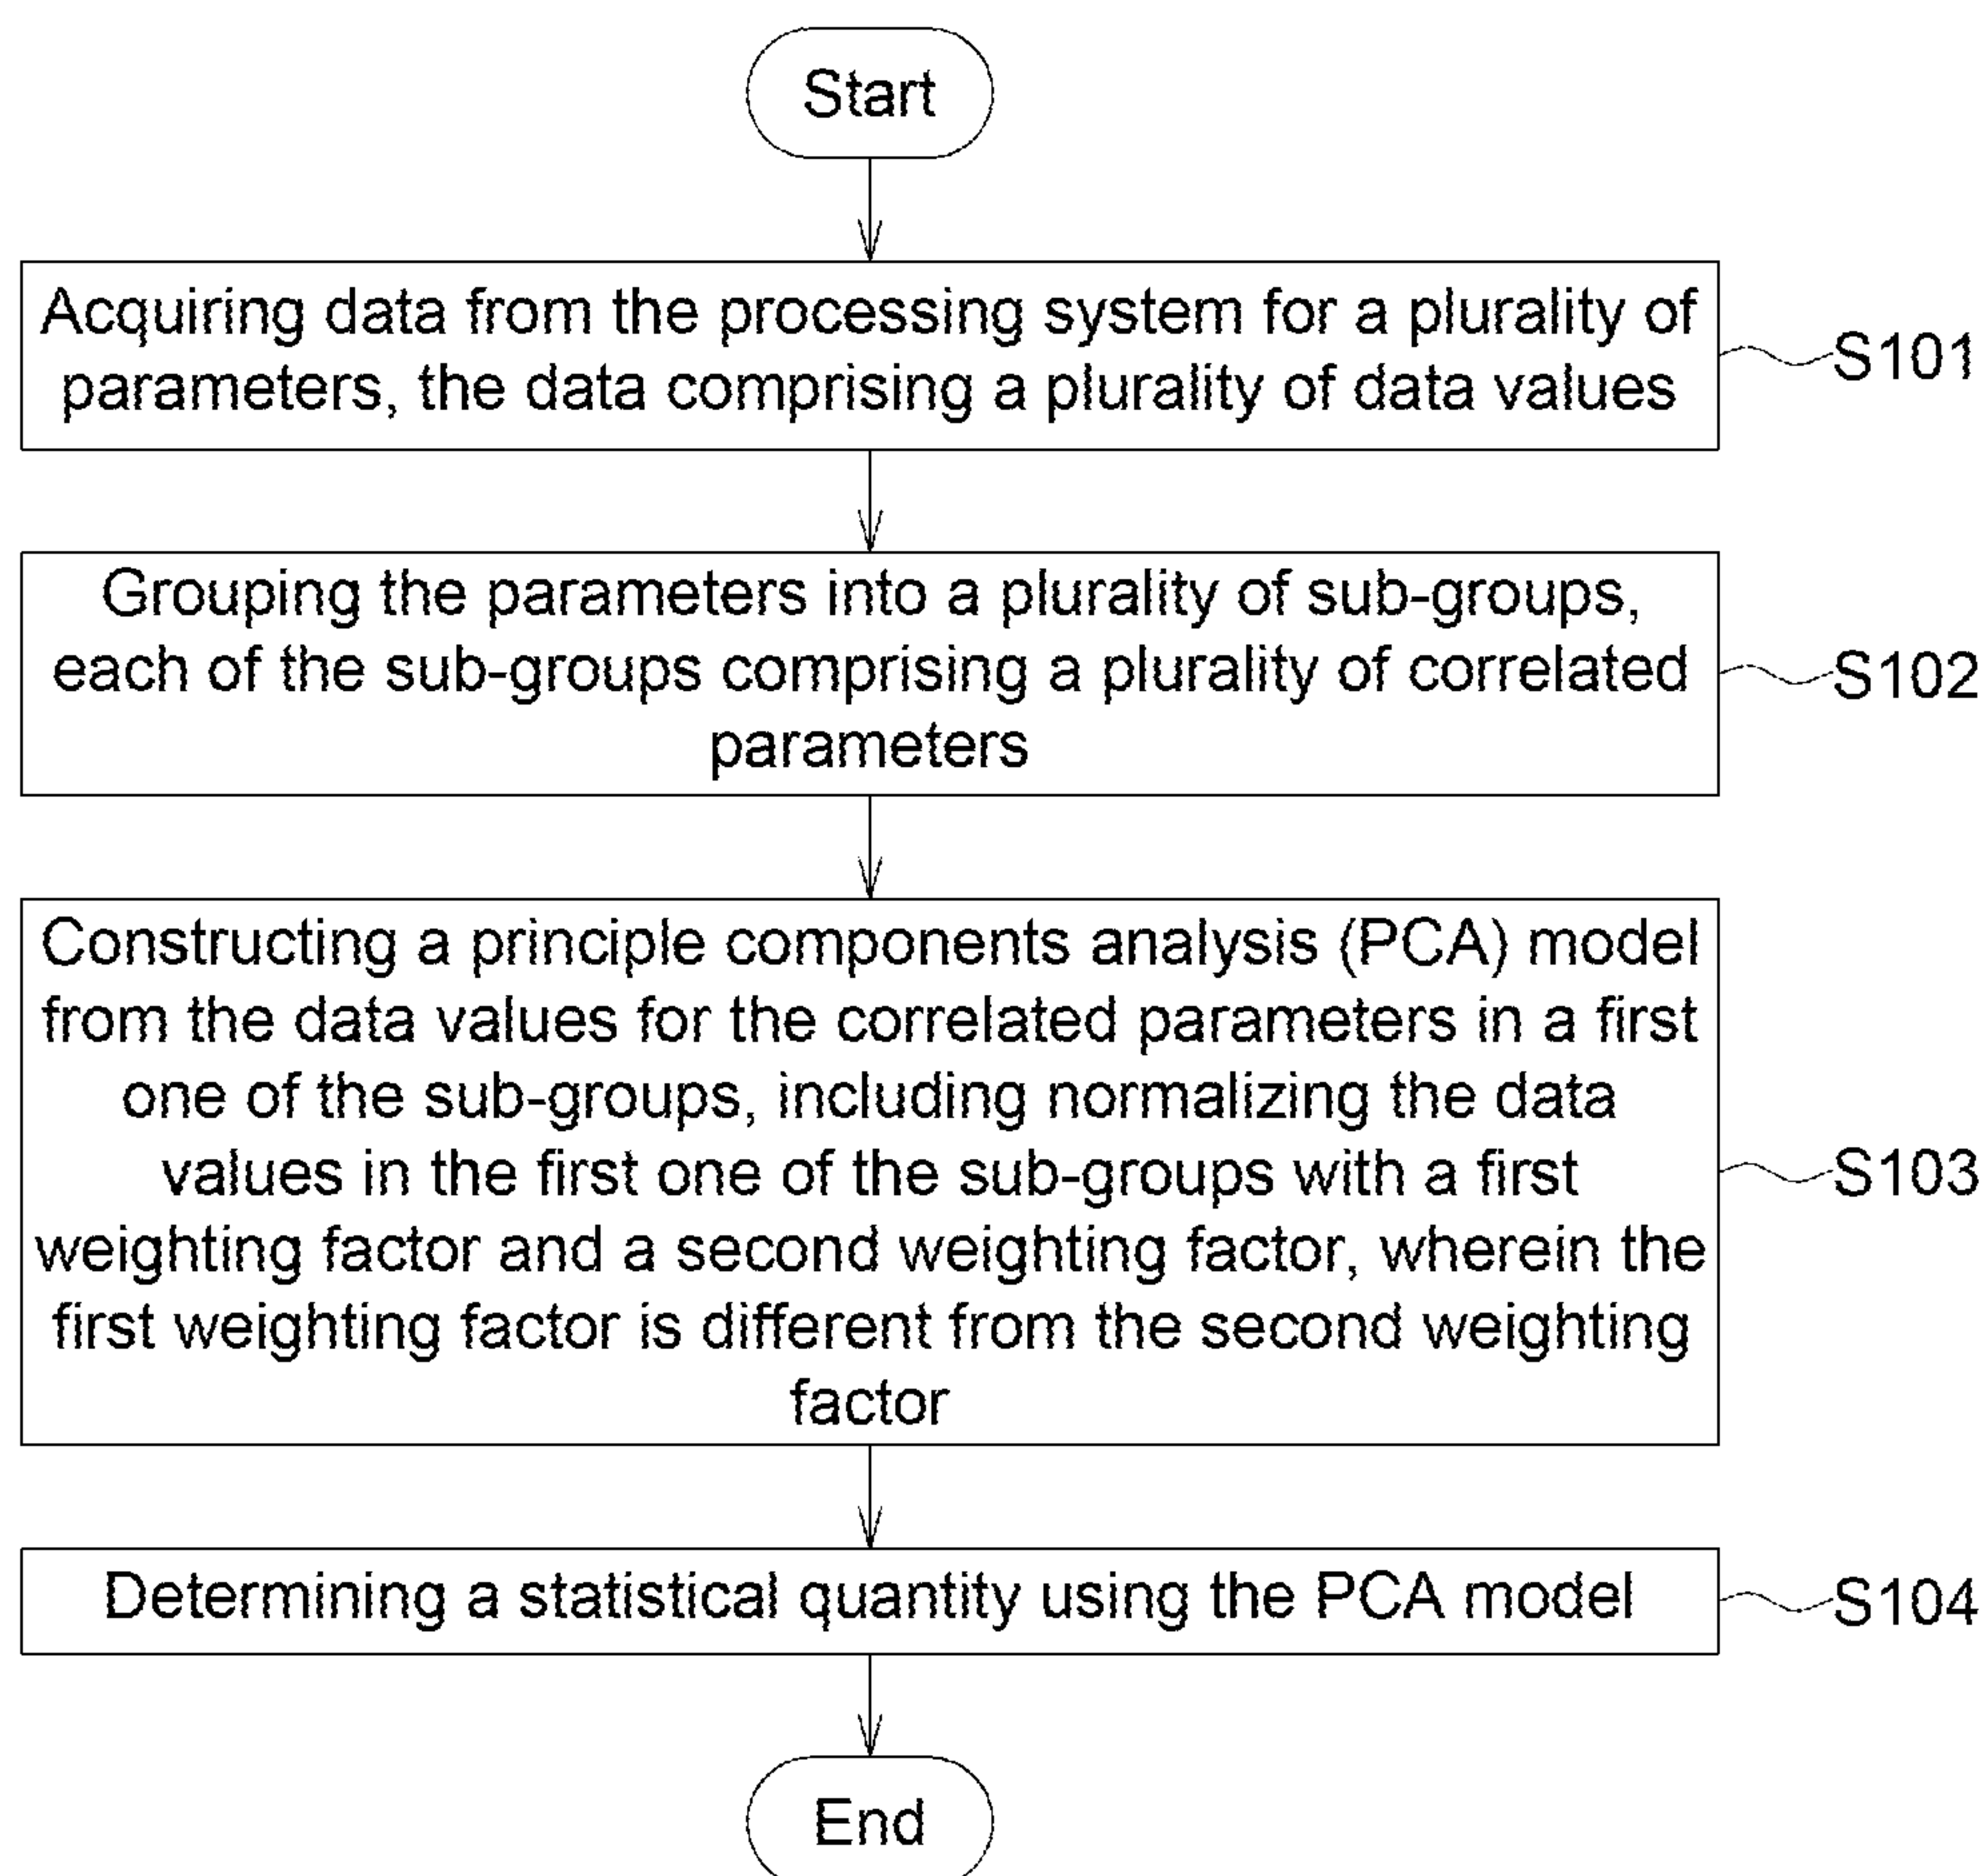 Start
Acquiring data from the processing system for a plurality of
parameters, the data comprising a plurality of data values
S101
Grouping the parameters into a plurality of sub-groups,
each of the sub-groups comprising a plurality of correlated
parameters
S102
Constructing a principle components analysis (PCA) model
from the data values for the correlated parameters in a first
one of the sub-groups, including normalizing the data
values in the first one of the sub-groups with a first
weighting factor and a second weighting factor, wherein the
first weighting factor is different from the second weighting
factor
S103
Determining a statistical quantity using the PCA model
S104
End